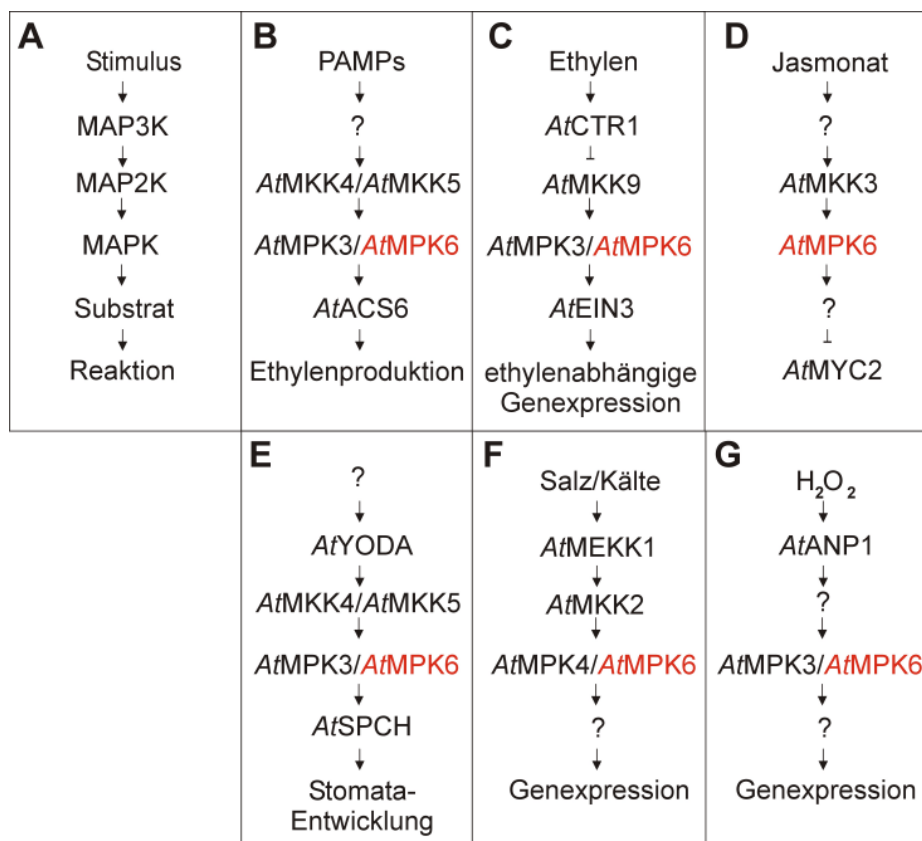 A
Stimulus
MAP3K
MAP2K
MAPK
Substrat
Reaktion
B
PAMPs
?
AtMKK4/AtMKK5
AtMPK3/AtMPK6
AtACS6
Ethylenproduktion
C
Ethylen
AtCTR1
AtMKK9
AtMPK3/AtMPK6
AtEIN3
ethylenabhängige
Genexpression
D
Jasmonat
?
AtMKK3
AtMPK6
?
AtMYC2
E
?
AtYODA
AtMKK4/AtMKK5
AtMPK3/AtMPK6
AtSPCH
Stomata-
Entwicklung
F
Salz/Kälte
AtMEKK1
AtMKK2
AtMPK4/AtMPK6
?
Genexpression
G
H₂O₂
AtANP1
?
AtMPK3/AtMPK6
?
Genexpression